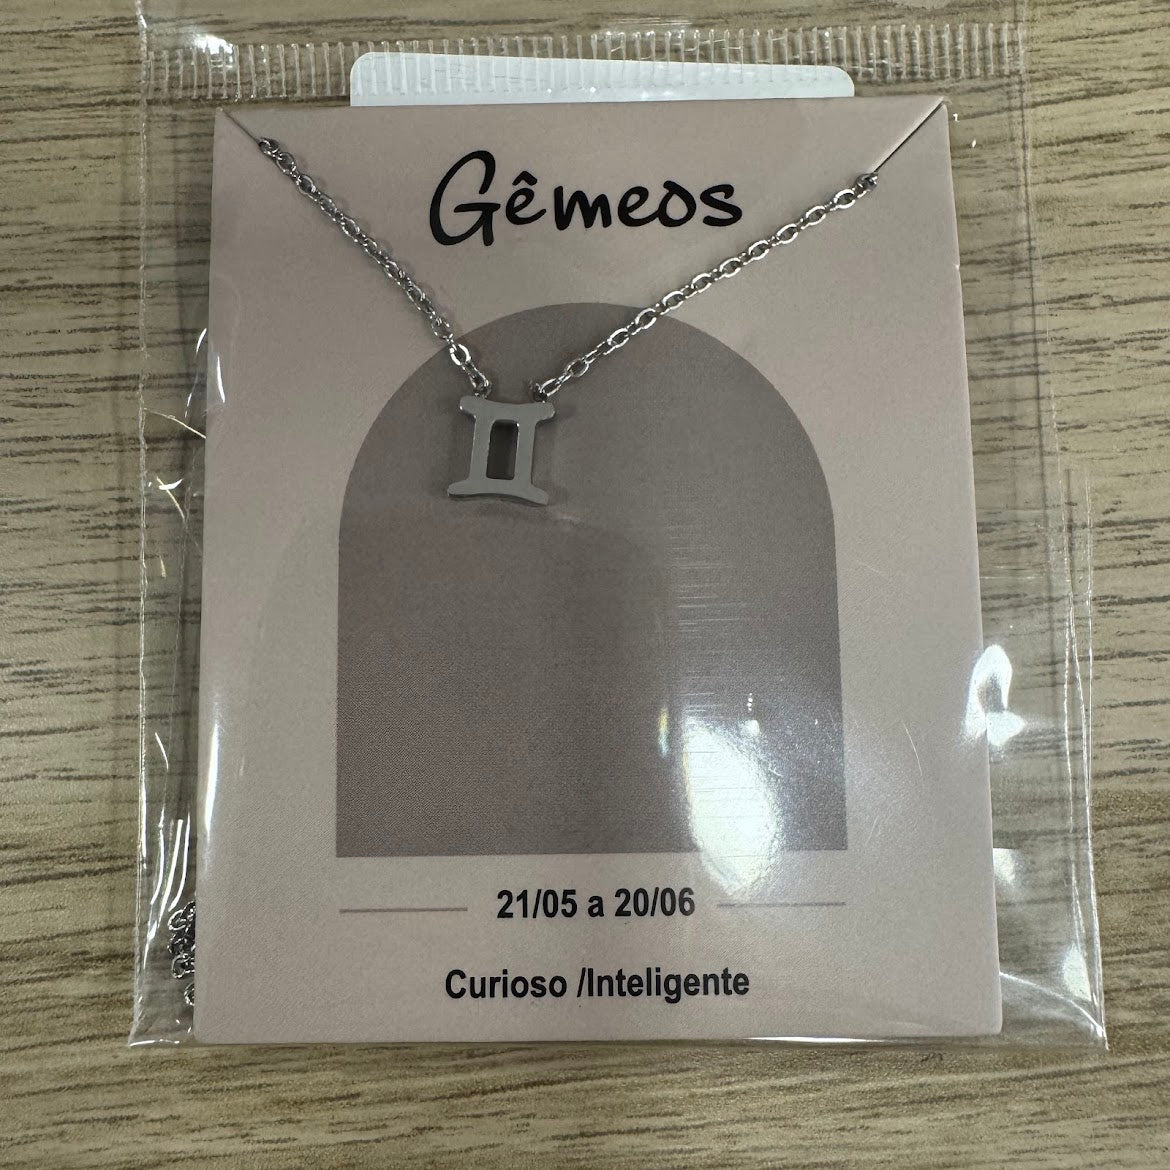 Gêmeos
21/05 a 20/06
Curioso /Inteligente